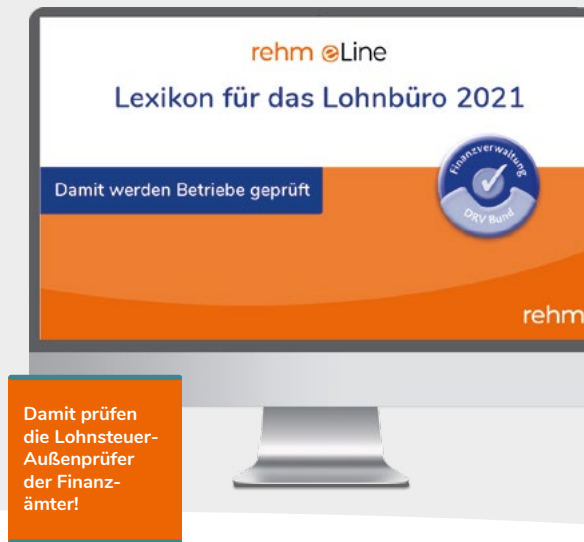 rehm eLine
Lexikon für das Lohnbüro 2021
Finanzverwaltung
Damit werden Betriebe geprüft
DRV Bund
rehm
Damit prüfen
die Lohnsteuer-
Außenprüfer
der Finanz-
ämter!